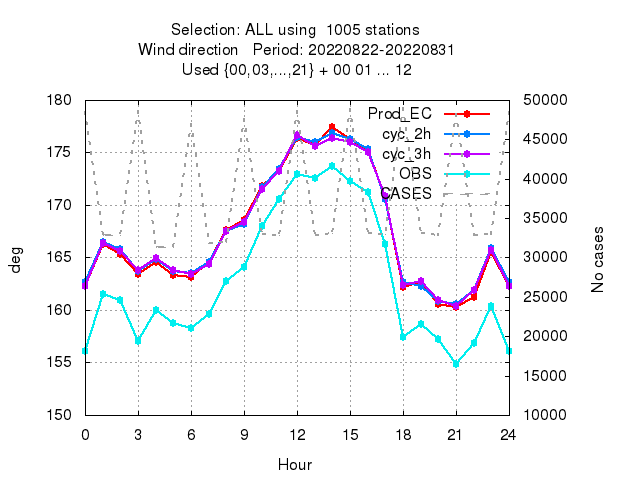 Selection: ALL using  1005 stations
Wind direction   Period: 20220822-20220831
Used {00,03,...,21} + 00 01 ... 12
180
175
170
165
160
155
150
deg
50000
45000
40000
35000
30000
25000
20000
15000
10000
No cases
Prod_EC
cyc_2h
cyc_3h
OBS
CASES
0 3 6 9 12 15 18 21 24
Hour